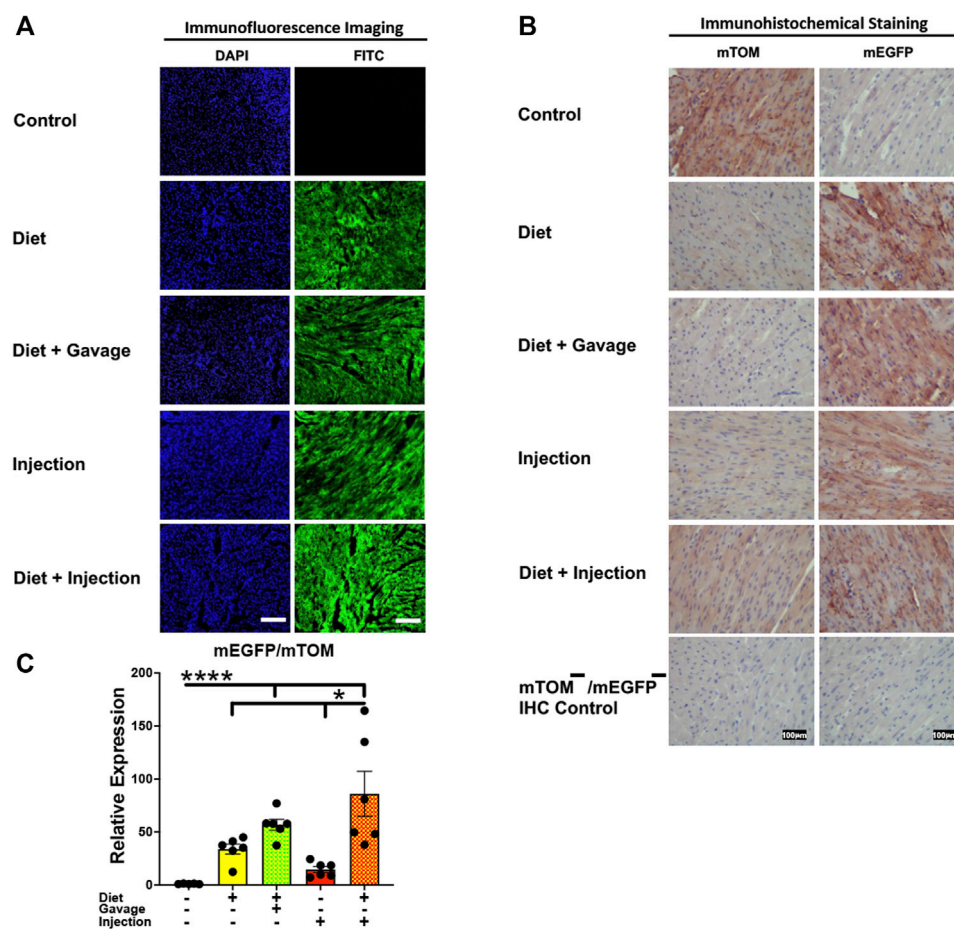 A
Immunofluorescence Imaging
DAPI FITC
Control
Diet
Diet + Gavage
Injection
Diet + Injection
B
Immunohistochemical Staining
mTOM mEGFP
Control
Diet
Diet + Gavage
Injection
Diet + Injection
mTOM⁻/mEGFP⁻
IHC Control
100µm 100µm
C
mEGFP/mTOM
Relative Expression
200
150
100
50
0
****
*
Diet - + + - +
Gavage - - + - -
Injection - - - + +